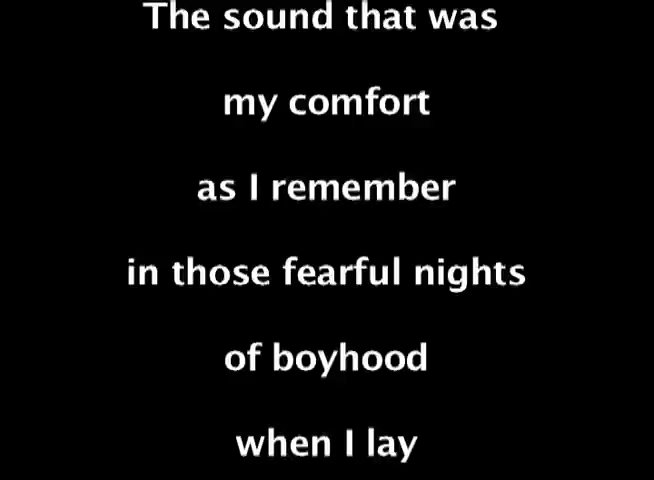 The sound that was
my comfort
as I remember
in those fearful nights
of boyhood
when I lay